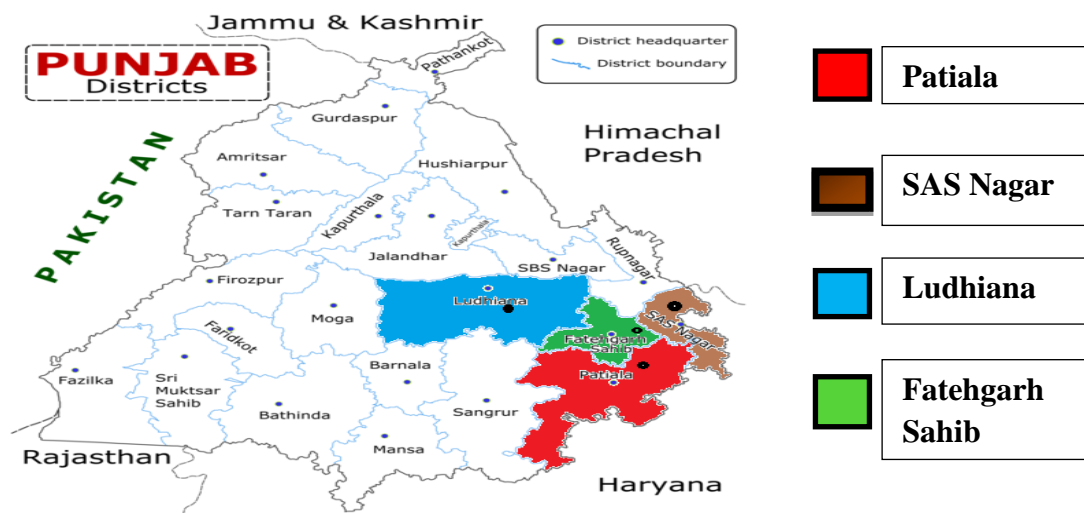 Jammu & Kashmir
PUNJAB
Districts
District headquarter
District boundary
Pathankot
Gurdaspur
Himachal
Pradesh
PAKISTAN
Amritsar
Hushiarpur
Tarn Taran
Kapurthala
Kapurthala
Jalandhar
SBS Nagar
Rupnagar
Firozpur
Ludhiana
Moga
SAS Nagar
Faridkot
Fatehgarh
Sahib
Fazilka
Sri
Muktsar
Sahib
Barnala
Patiala
Bathinda
Sangrur
Mansa
Rajasthan
Haryana
Patiala
SAS Nagar
Ludhiana
Fatehgarh
Sahib